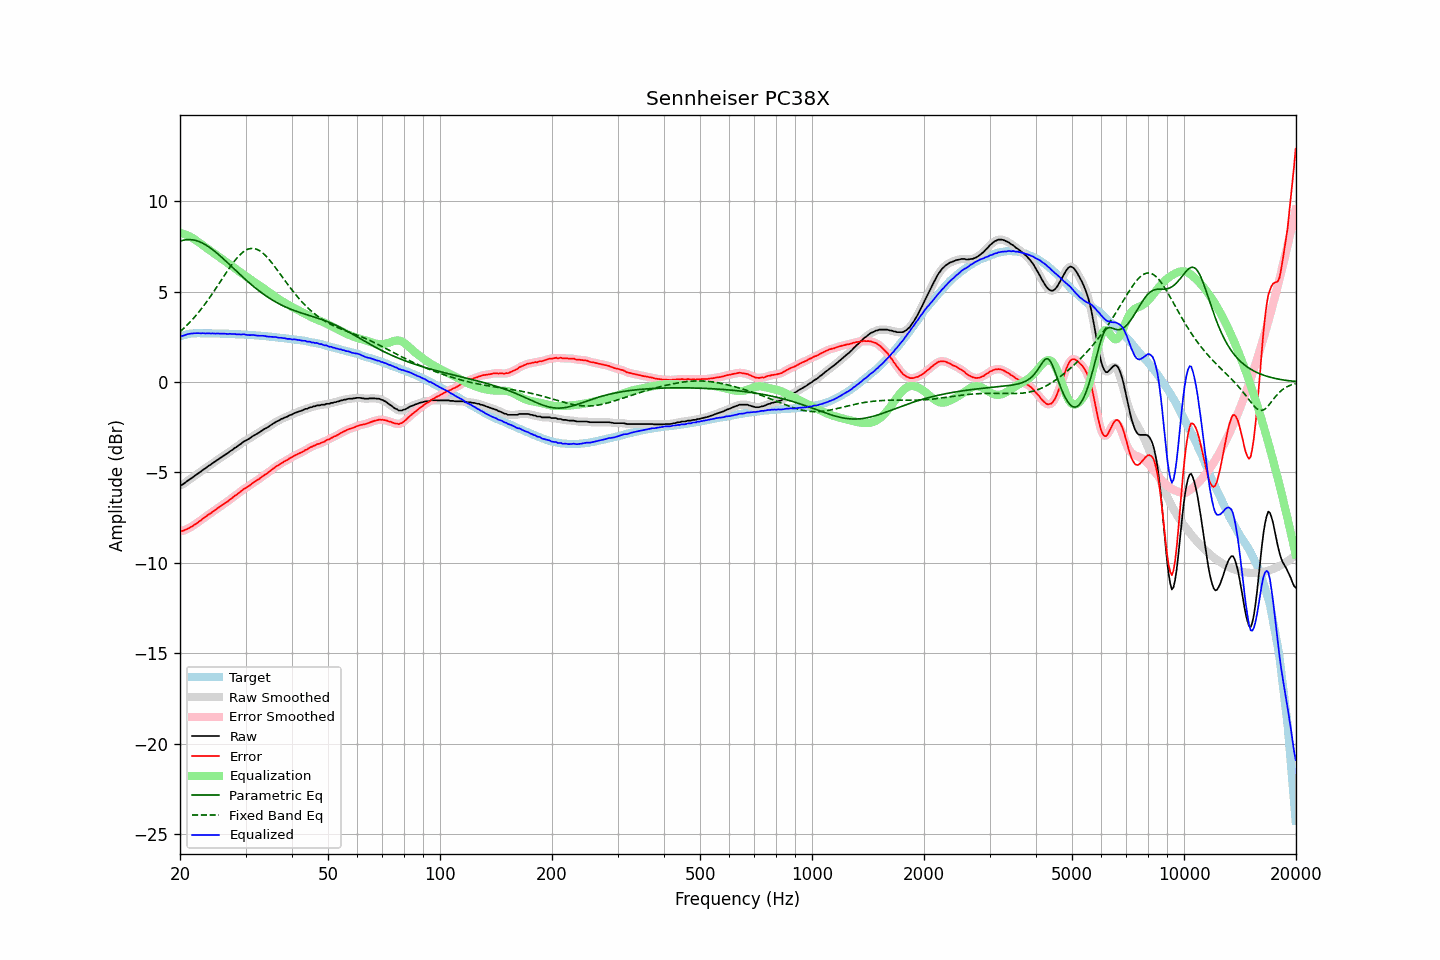 Sennheiser PC38X
Amplitude (dBr)
10
5
0
−5
−10
−15
−20
−25
Target
Raw Smoothed
Error Smoothed
Raw
Error
Equalization
Parametric Eq
Fixed Band Eq
Equalized
20 50 100 200 500 1000 2000 5000 10000 20000
Frequency (Hz)